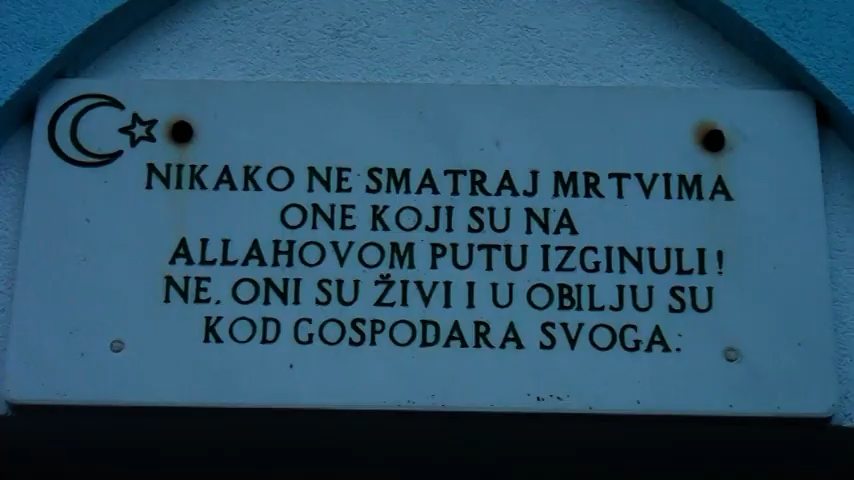 NIKAKO NE SMATRAJ MRTVIMA
ONE KOJI SU NA
ALLAHOVOM PUTU IZGINULI!
NE. ONI SU ŽIVI I U OBILJU SU
KOD GOSPODARA SVOGA.